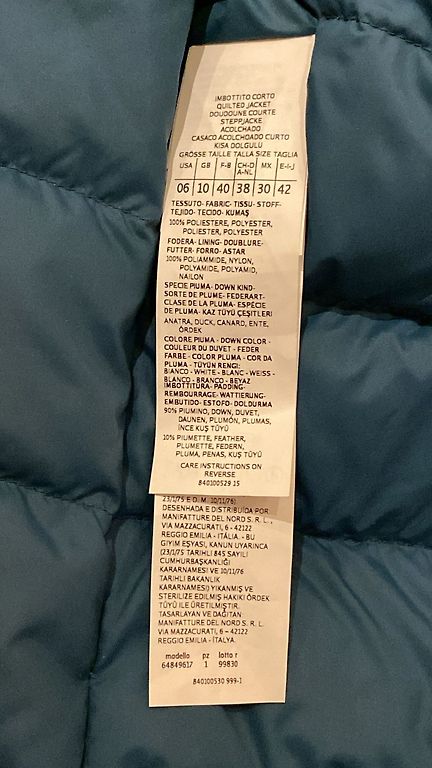 IMBOTTITO CORTO
QUILTED JACKET
DOUDOUNE COURTE
STEPPJACKE
ACOLCHADO
CASACO ACOLCHOADO CURTO
KISA DOLGULU
GRÖSSE TAILLE TALLA SIZE TAGLIA
USA GB F-B CH-D A-NL MX E-I-J
06 10 40 38 30 42
TESSUTO- FABRIC- TISSU- STOFF-
TEJIDO- TECIDO- KUMAŞ
100% POLIESTERE, POLYESTER,
POLIESTER, POLYESTER
FODERA- LINING- DOUBLURE-
FUTTER- FORRO- ASTAR
100% POLIAMMIDE, NYLON,
POLYAMIDE, POLYAMID,
NAILON
SPECIE PIUMA- DOWN KIND-
SORTE DE PLUME- FEDERART-
CLASE DE LA PLUMA- ESPÉCIE
DE PLUMA- KAZ TÜYÜ ÇEŞİTLERİ
ANATRA, DUCK, CANARD, ENTE,
ÖRDEK
COLORE PIUMA - DOWN COLOR -
COULEUR DU DUVET - FEDER
FARBE - COLOR PLUMA - COR DA
PLUMA - TÜYÜN RENGİ:
BIANCO - WHITE - BLANC - WEISS -
BLANCO - BRANCO - BEYAZ
IMBOTTITURA- PADDING-
REMBOURRAGE- WATTIERUNG-
EMBUTIDO- ESTOFO- DOLDURMA
90% PIUMINO, DOWN, DUVET,
DAUNEN, PLUMÓN, PLUMAS,
İNCE KUŞ TÜYÜ
10% PIUMETTE, FEATHER,
PLUMETTE, FEDERN,
PLUMA, PENAS, KUŞ TÜYÜ
CARE INSTRUCTIONS ON
REVERSE
840100529 15
23/1/75 E D. M. 10/11/76)
DESENHADA E DISTRIBUÍDA POR
MANIFATTURE DEL NORD S. R. L.,
VIA MAZZACURATI, 6 - 42122
REGGIO EMILIA - ITÁLIA. - BU
GIYIM EŞYASI, KANUN UYARINCA
(23/1/75 TARIHLI 845 SAYILI
CUMHURBAŞKANLIĞI
KARARNAMESI VE 10/11/76
TARIHLI BAKANLIK
KARARNAMESI) YIKANMIŞ VE
STERILIZE EDILMIŞ HAKIKI ÖRDEK
TÜYÜ ILE ÜRETILMIŞTIR.
TASARLAYAN VE DAĞITAN
MANIFATTURE DEL NORD S. R. L.
VIA MAZZACURATI, 6 – 42122
REGGIO EMILIA - İTALYA.
modello pz lotto r
64849617 1 99830
840100530 999-1